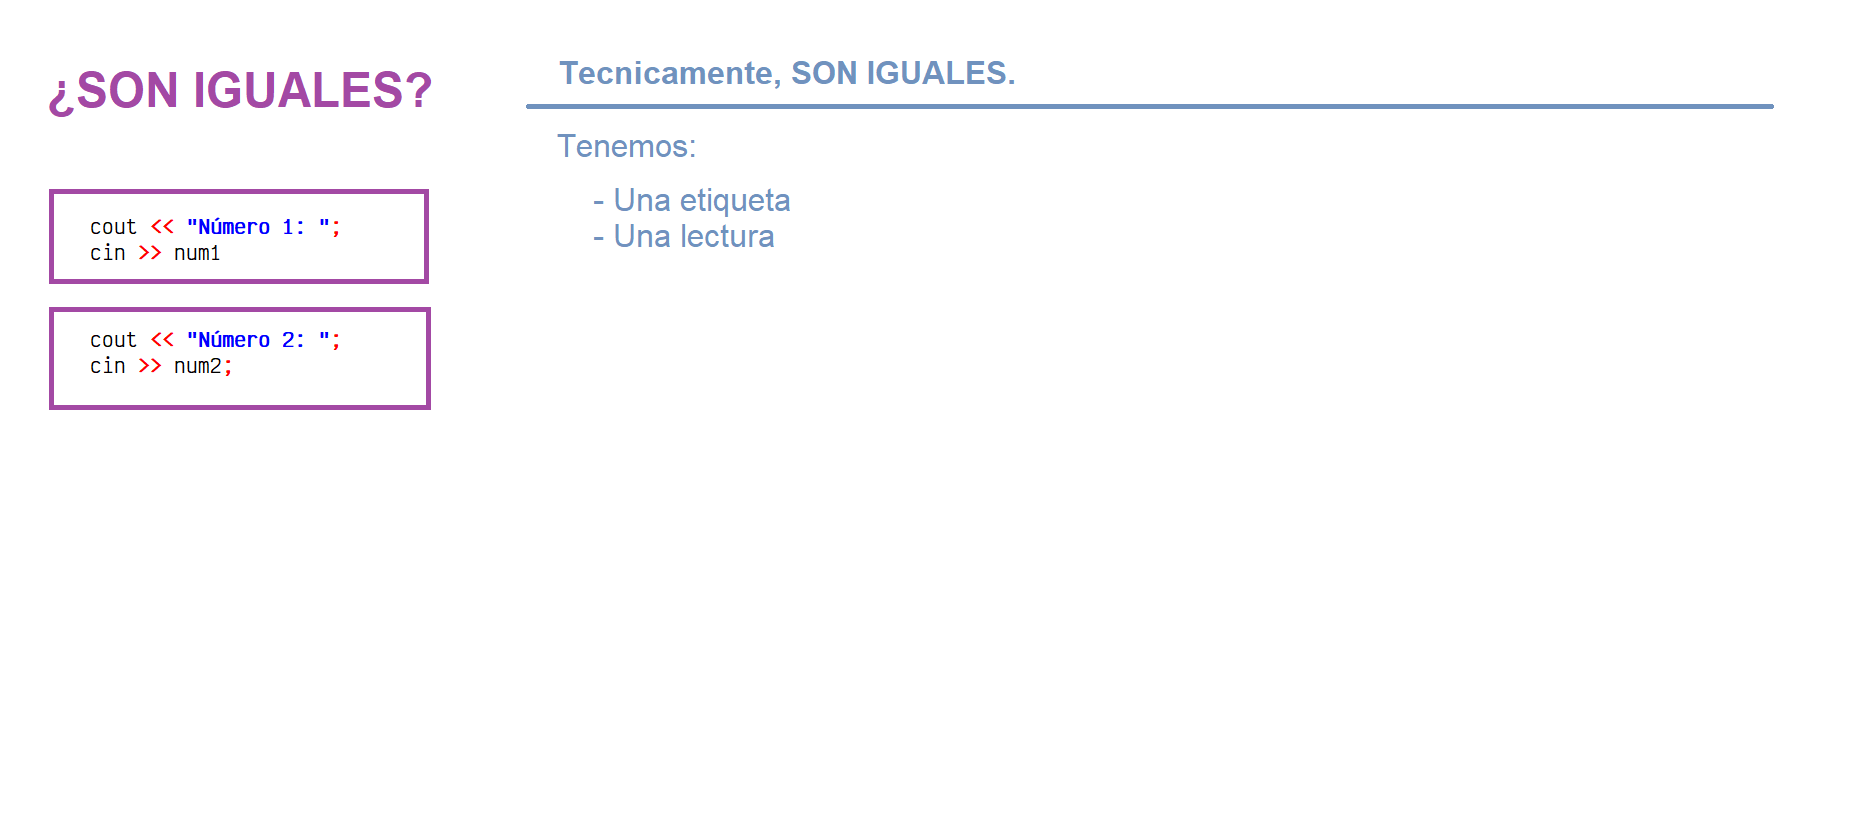 ¿SON IGUALES?
cout << "Número 1: ";
cin >> num1
cout << "Número 2: ";
cin >> num2;
Tecnicamente, SON IGUALES.
Tenemos:
- Una etiqueta
- Una lectura